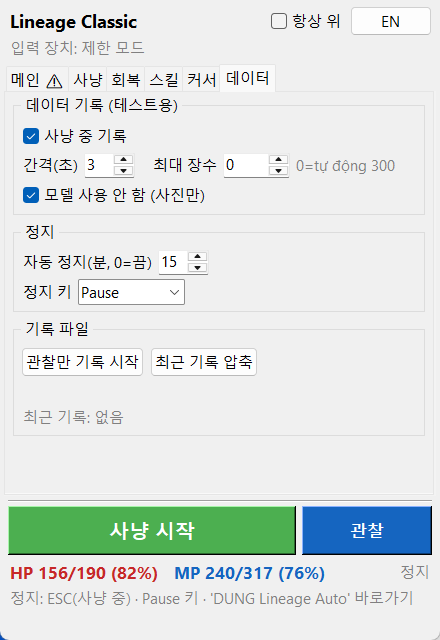 Lineage Classic
항상 위
EN
입력 장치: 제한 모드
메인 ⚠ 사냥 회복 스킬 커서 데이터
데이터 기록 (테스트용)
사냥 중 기록
간격(초) 3 최대 장수 0 0=자동 300
모델 사용 안 함 (사진만)
정지
자동 정지(분, 0=끔) 15
정지 키 Pause
기록 파일
관찰만 기록 시작 최근 기록 압축
최근 기록: 없음
사냥 시작 관찰
HP 156/190 (82%) MP 240/317 (76%) 정지
정지: ESC(사냥 중) · Pause 키 · 'DUNG Lineage Auto' 바로가기